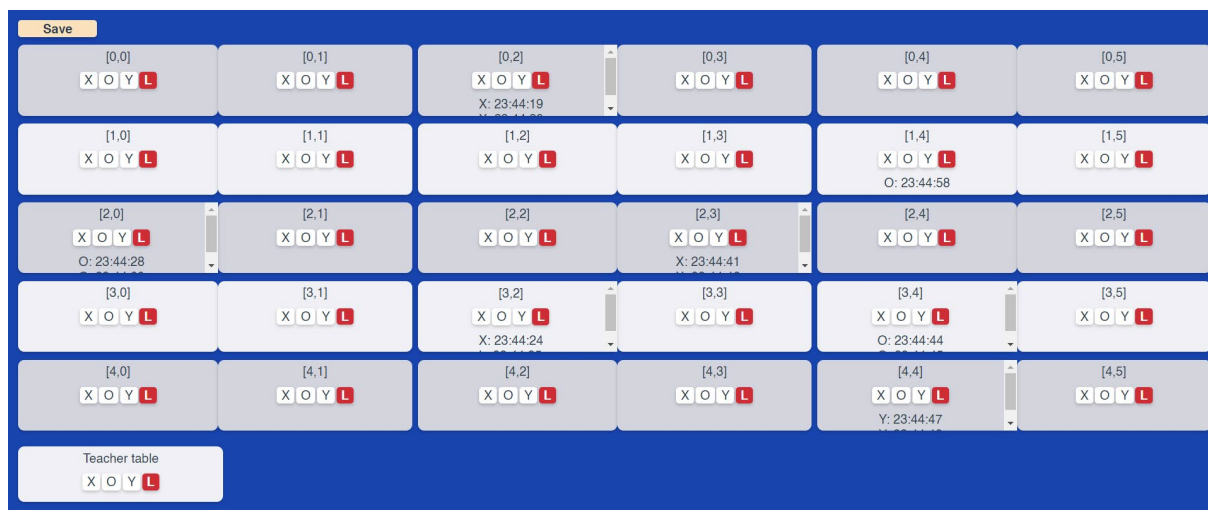 Save
[0,0] [0,1] [0,2] [0,3] [0,4] [0,5]
X O Y L X O Y L X O Y L X O Y L X O Y L X O Y L
X: 23:44:19
[1,0] [1,1] [1,2] [1,3] [1,4] [1,5]
X O Y L X O Y L X O Y L X O Y L X O Y L X O Y L
O: 23:44:58
[2,0] [2,1] [2,2] [2,3] [2,4] [2,5]
X O Y L X O Y L X O Y L X O Y L X O Y L X O Y L
O: 23:44:28 X: 23:44:41
[3,0] [3,1] [3,2] [3,3] [3,4] [3,5]
X O Y L X O Y L X O Y L X O Y L X O Y L X O Y L
X: 23:44:24 O: 23:44:44
[4,0] [4,1] [4,2] [4,3] [4,4] [4,5]
X O Y L X O Y L X O Y L X O Y L X O Y L X O Y L
Y: 23:44:47
Teacher table
X O Y L